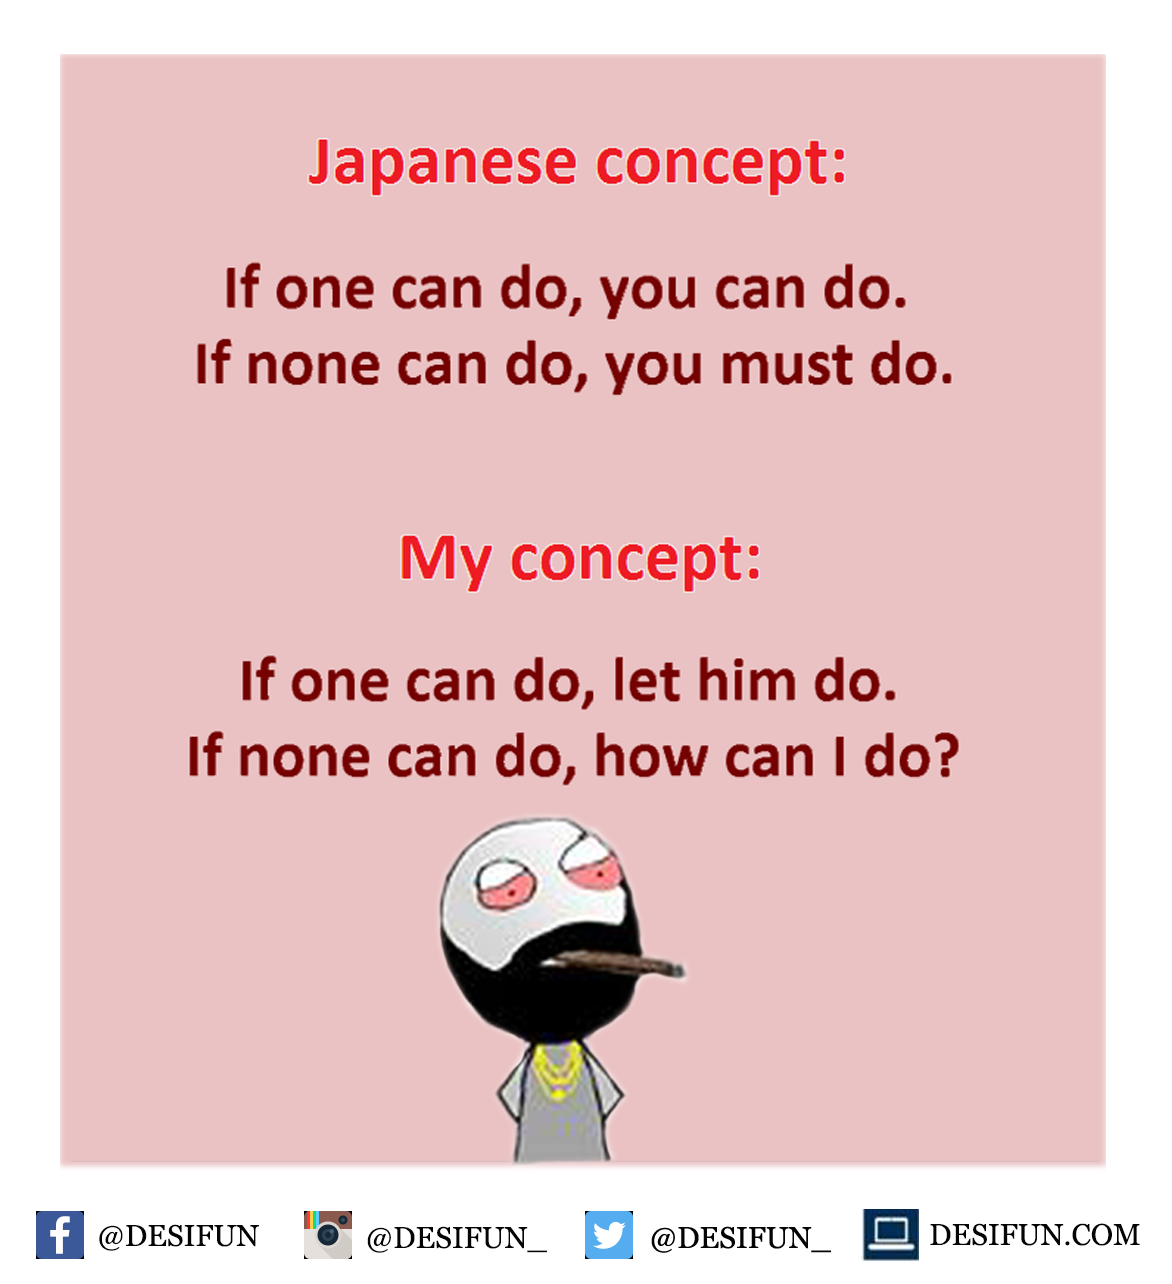 Japanese concept:
If one can do, you can do.
If none can do, you must do.
My concept:
If one can do, let him do.
If none can do, how can I do?
@DESIFUN @DESIFUN_ @DESIFUN_ DESIFUN.COM